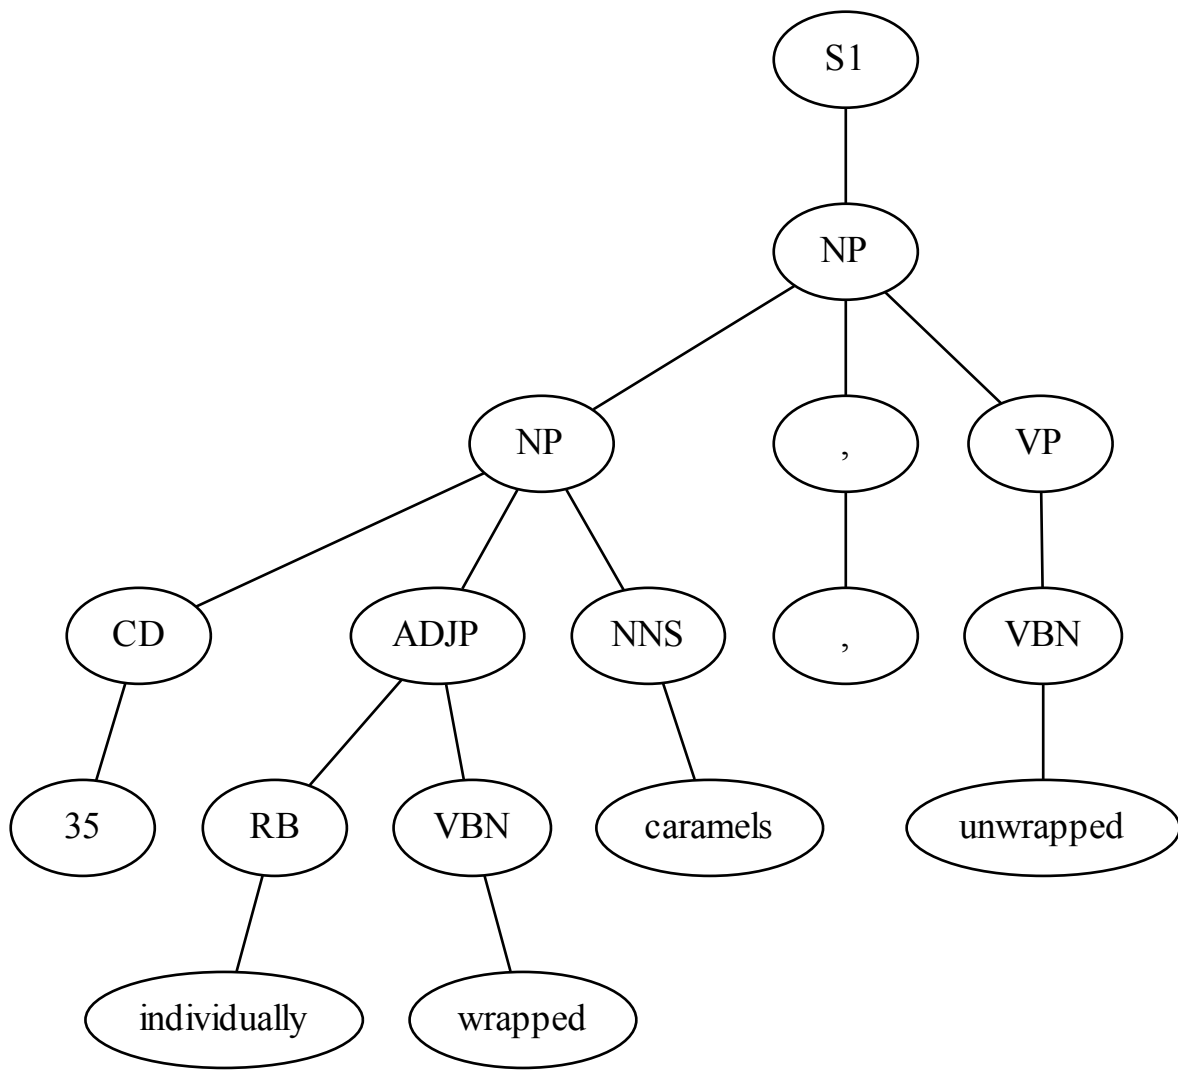 S1
NP
NP , VP
CD ADJP NNS , VBN
35 RB VBN caramels unwrapped
individually wrapped